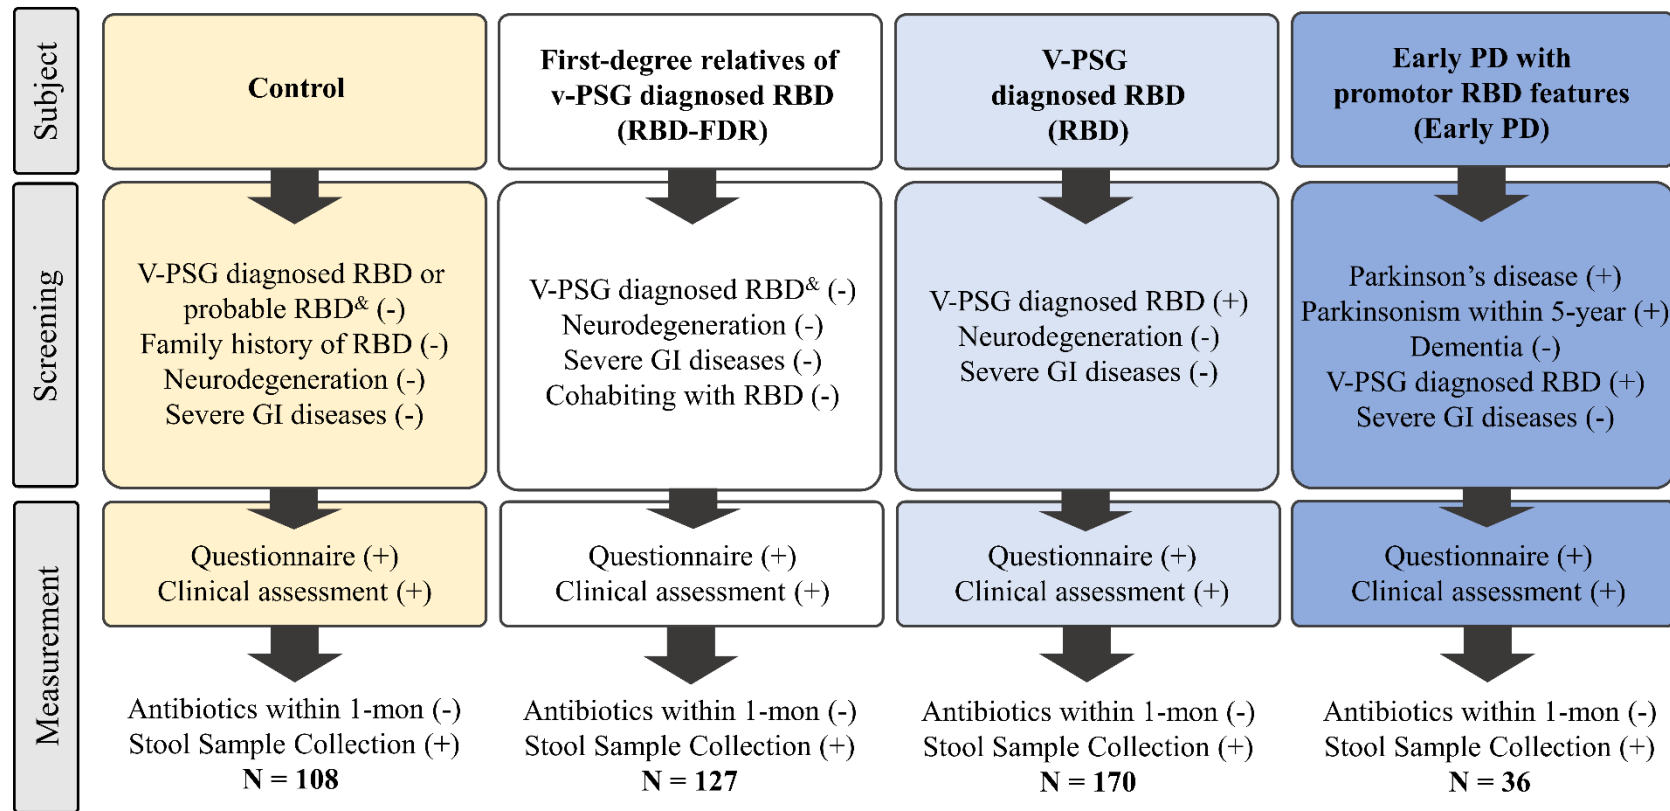 Subject
Control
First-degree relatives of
v-PSG diagnosed RBD
(RBD-FDR)
V-PSG
diagnosed RBD
(RBD)
Early PD with
promotor RBD features
(Early PD)
Screening
V-PSG diagnosed RBD or
probable RBD& (-)
Family history of RBD (-)
Neurodegeneration (-)
Severe GI diseases (-)
V-PSG diagnosed RBD& (-)
Neurodegeneration (-)
Severe GI diseases (-)
Cohabiting with RBD (-)
V-PSG diagnosed RBD (+)
Neurodegeneration (-)
Severe GI diseases (-)
Parkinson's disease (+)
Parkinsonism within 5-year (+)
Dementia (-)
V-PSG diagnosed RBD (+)
Severe GI diseases (-)
Measurement
Questionnaire (+)
Clinical assessment (+)
Questionnaire (+)
Clinical assessment (+)
Questionnaire (+)
Clinical assessment (+)
Questionnaire (+)
Clinical assessment (+)
Antibiotics within 1-mon (-)
Stool Sample Collection (+)
N = 108
Antibiotics within 1-mon (-)
Stool Sample Collection (+)
N = 127
Antibiotics within 1-mon (-)
Stool Sample Collection (+)
N = 170
Antibiotics within 1-mon (-)
Stool Sample Collection (+)
N = 36